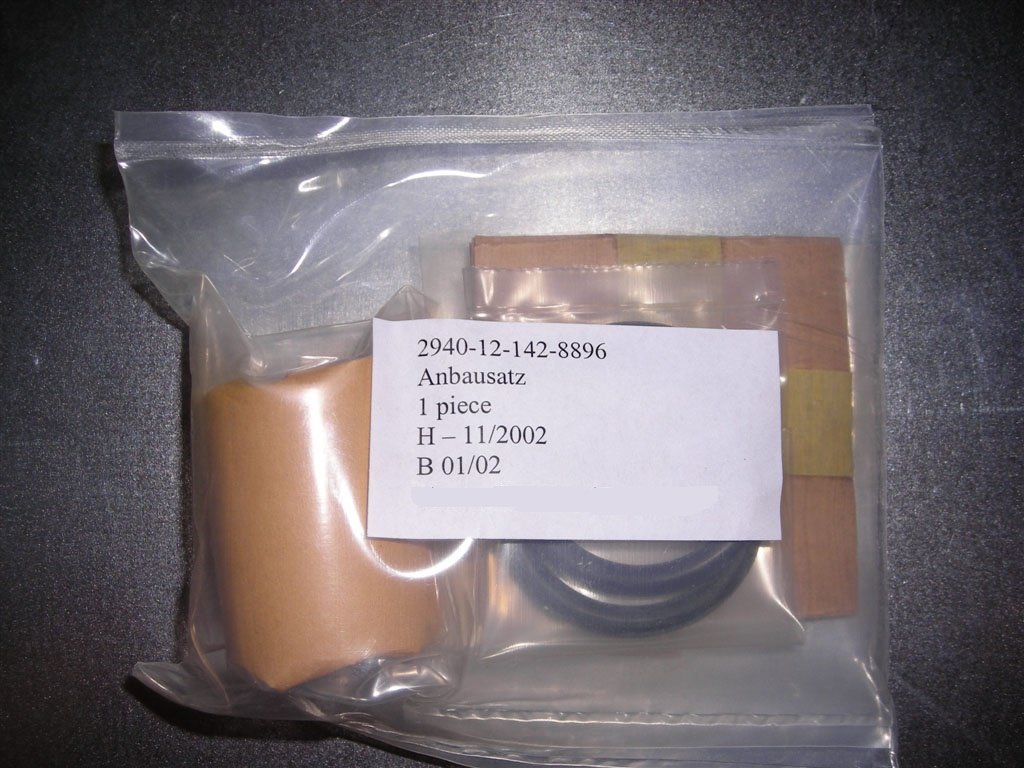 2940-12-142-8896
Anbausatz
1 piece
H – 11/2002
B 01/02